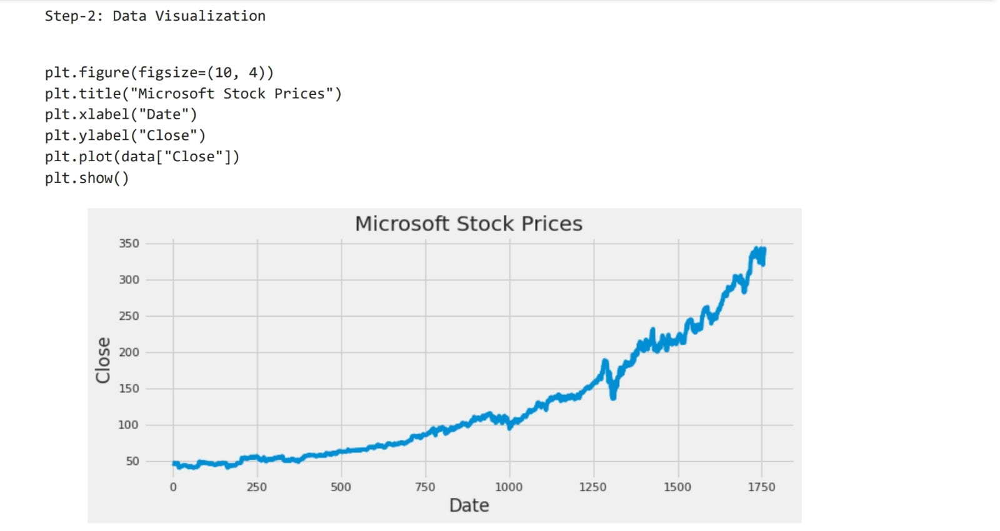 Step-2: Data Visualization
plt.figure(figsize=(10, 4))
plt.title("Microsoft Stock Prices")
plt.xlabel("Date")
plt.ylabel("Close")
plt.plot(data["Close"])
plt.show()
Microsoft Stock Prices
350
300
250
200
150
100
50
Close
0 250 500 750 1000 1250 1500 1750
Date